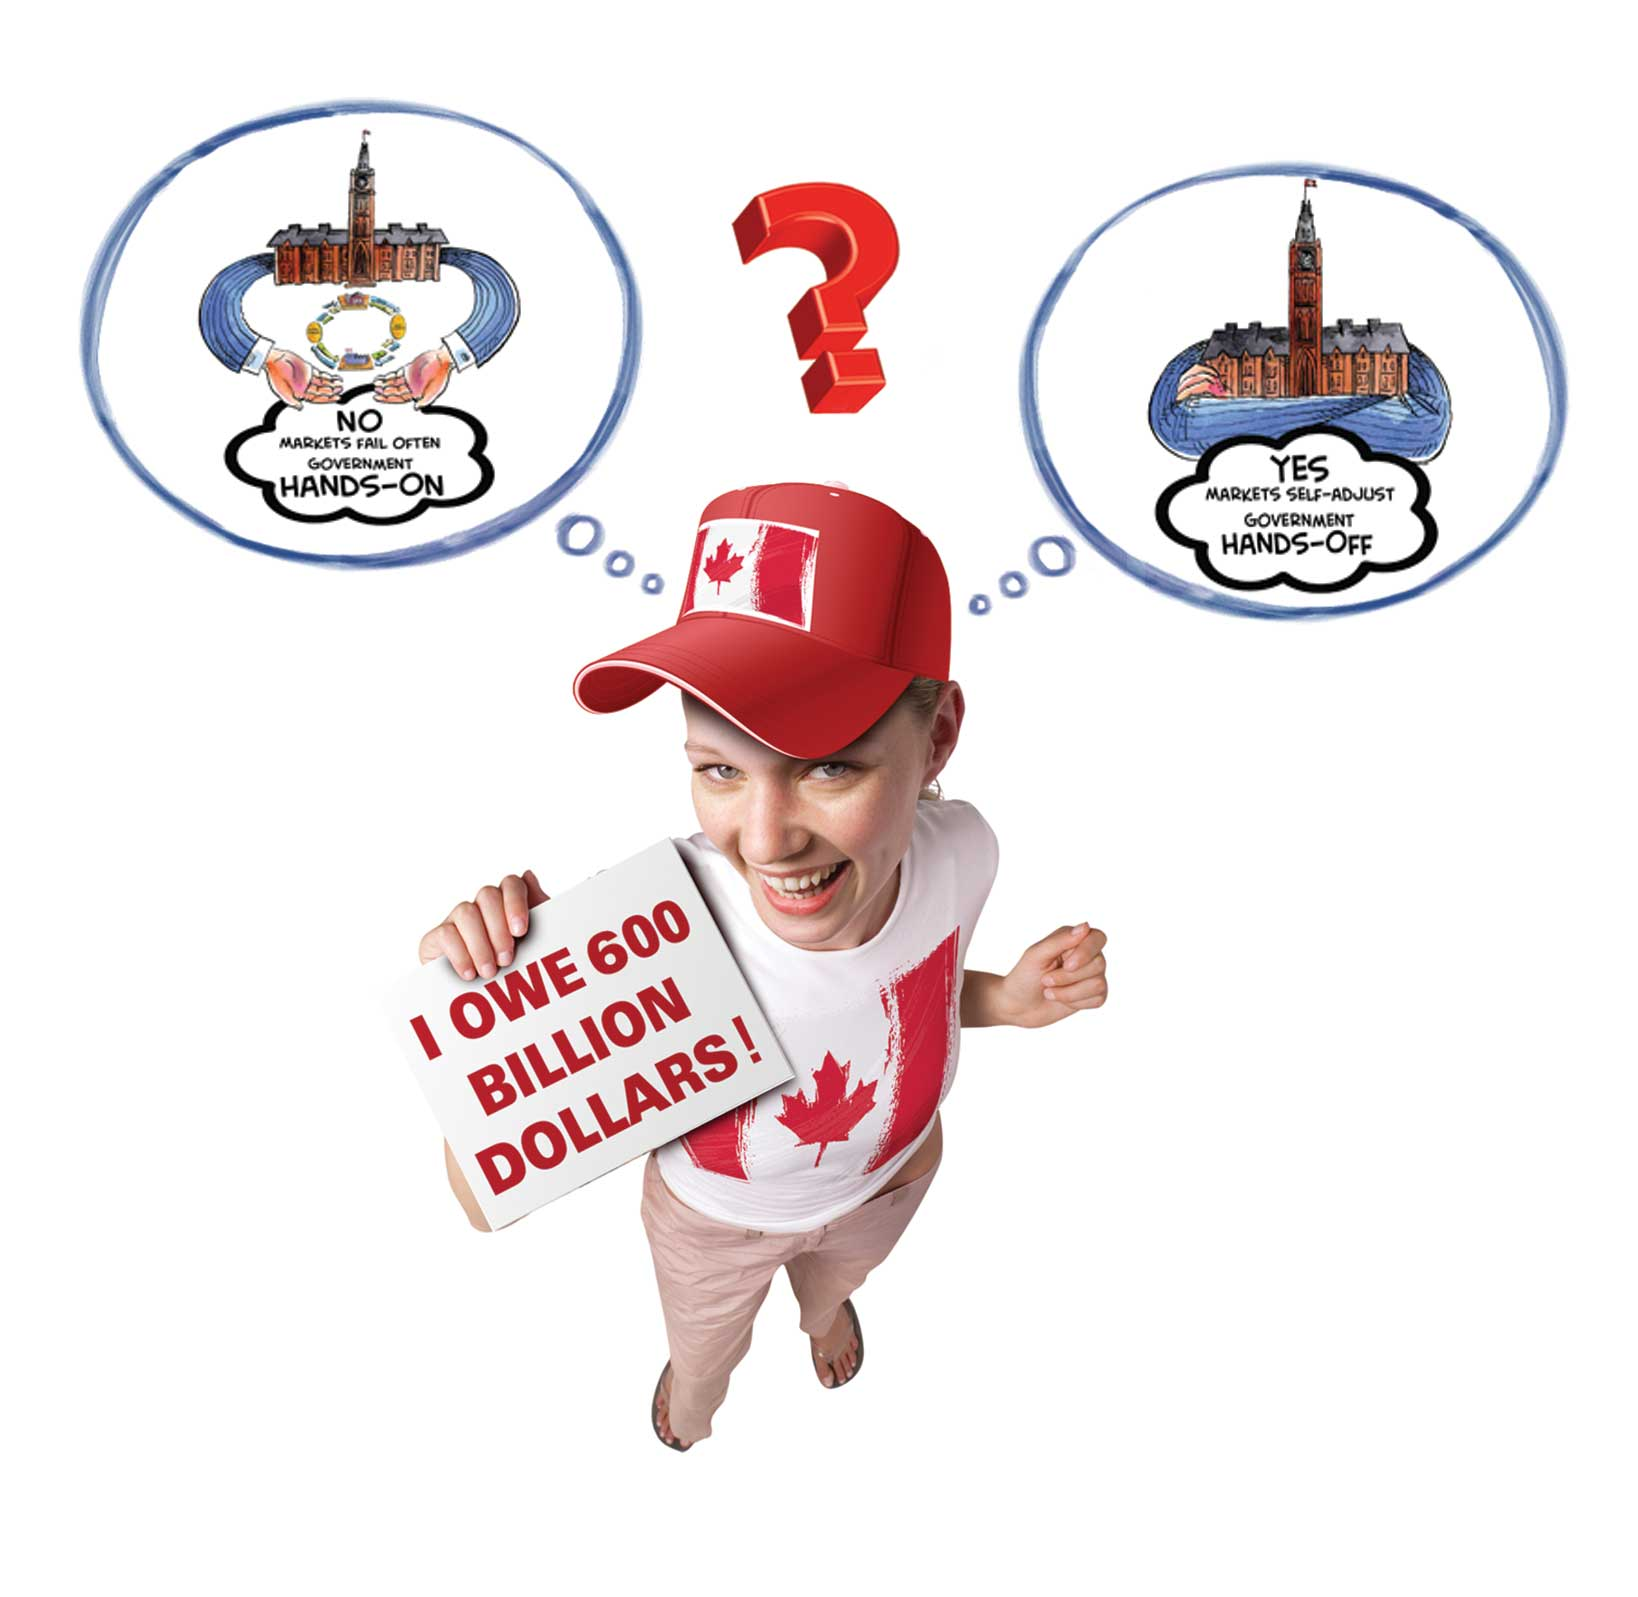 NO
MARKETS FAIL OFTEN
GOVERNMENT
HANDS-ON
?
YES
MARKETS SELF-ADJUST
GOVERNMENT
HANDS-OFF
I OWE 600
BILLION
DOLLARS!